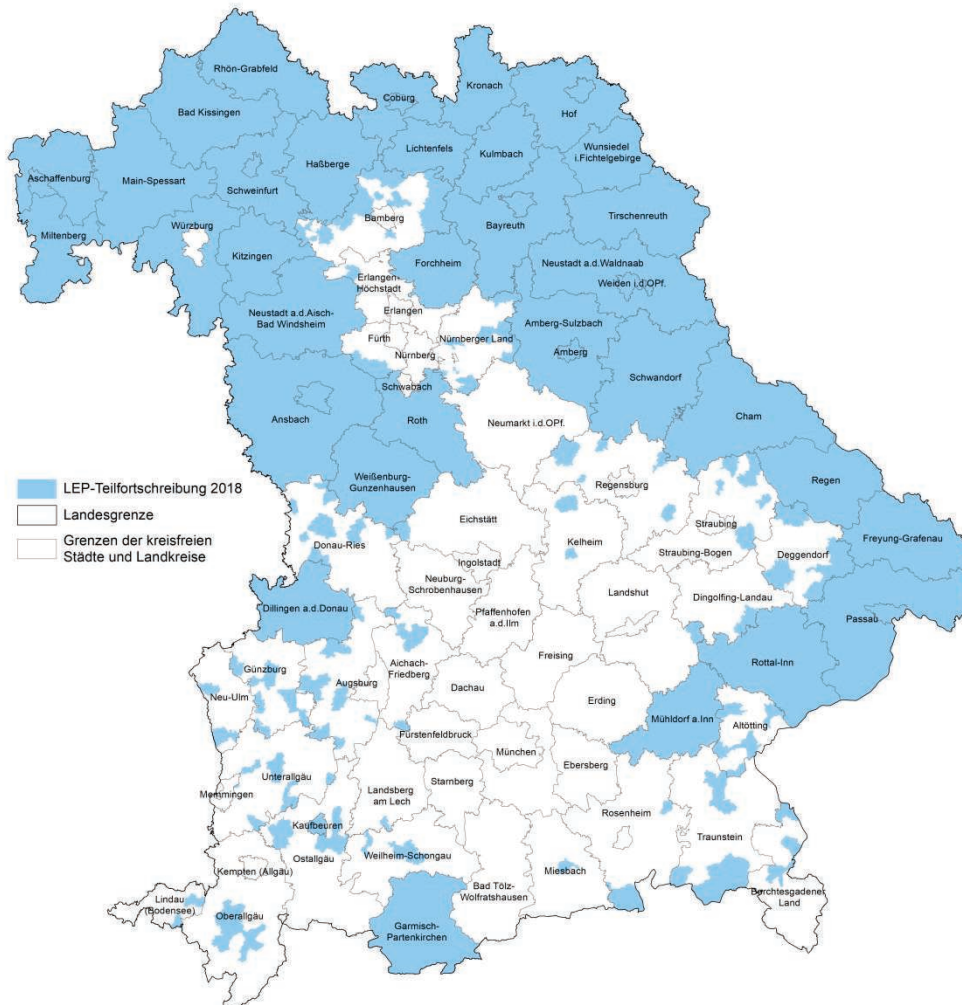 Rhön-Grabfeld
Kronach
Coburg
Hof
Bad Kissingen
Lichtenfels
Kulmbach
Wunsiedel
i.Fichtelgebirge
Haßberge
Aschaffenburg
Main-Spessart
Schweinfurt
Bamberg
Tirschenreuth
Miltenberg
Würzburg
Bayreuth
Kitzingen
Forchheim
Neustadt a.d.Waldnaab
Erlangen-
Höchstadt
Weiden i.d.OPf.
Neustadt a.d.Aisch-
Bad Windsheim
Erlangen
Amberg-Sulzbach
Fürth
Nürnberger Land
Nürnberg
Amberg
Schwandorf
Schwabach
Ansbach
Roth
Cham
Neumarkt i.d.OPf.
Weißenburg-
Gunzenhausen
Regen
Regensburg
LEP-Teilfortschreibung 2018
Landesgrenze
Grenzen der kreisfreien
Städte und Landkreise
Eichstätt
Straubing
Freyung-Grafenau
Donau-Ries
Kelheim
Straubing-Bogen
Deggendorf
Ingolstadt
Neuburg-
Schrobenhausen
Landshut
Dingolfing-Landau
Dillingen a.d.Donau
Pfaffenhofen
a.d.Ilm
Passau
Freising
Rottal-Inn
Günzburg
Aichach-
Friedberg
Neu-Ulm
Augsburg
Dachau
Erding
Mühldorf a.Inn
Altötting
Fürstenfeldbruck
München
Ebersberg
Unterallgäu
Landsberg
am Lech
Starnberg
Memmingen
Rosenheim
Kaufbeuren
Traunstein
Ostallgäu
Weilheim-Schongau
Kempten (Allgäu)
Miesbach
Bad Tölz-
Wolfratshausen
Berchtesgadener
Land
Lindau
(Bodensee)
Oberallgäu
Garmisch-
Partenkirchen